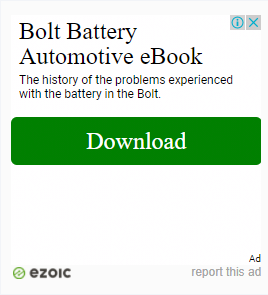 Bolt Battery
Automotive eBook
The history of the problems experienced
with the battery in the Bolt.
Download
Ad
ezoic
report this ad